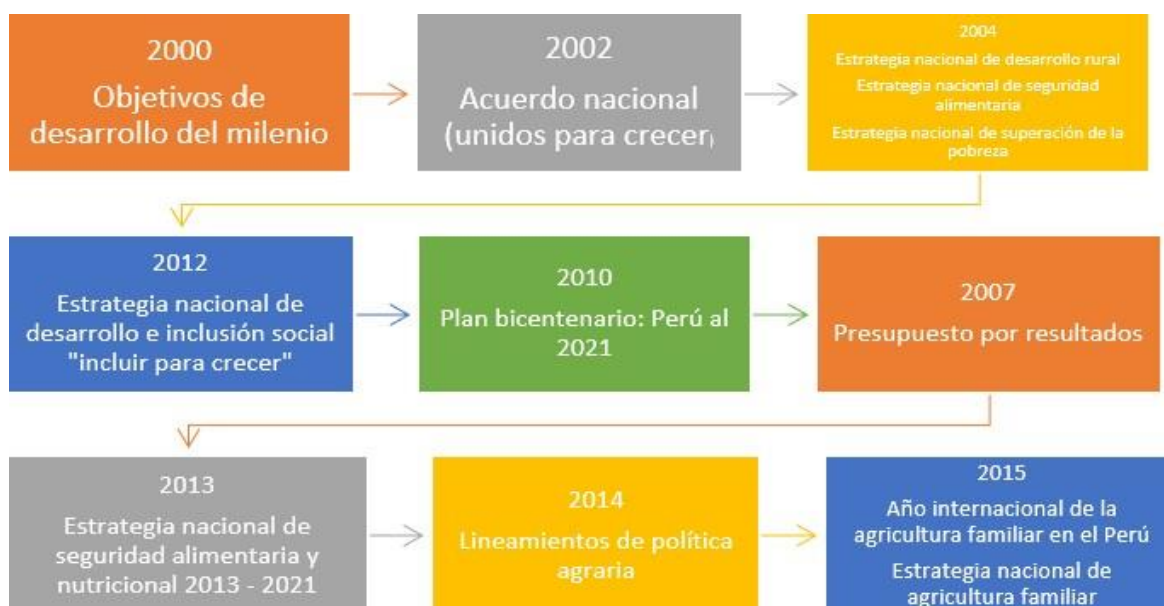 2000
Objetivos de
desarrollo del milenio
2002
Acuerdo nacional
(unidos para crecer)
2004
Estrategia nacional de desarrollo rural
Estrategia nacional de seguridad
alimentaria
Estrategia nacional de superación de la
pobreza
2012
Estrategia nacional de
desarrollo e inclusión social
"incluir para crecer"
2010
Plan bicentenario: Perú al
2021
2007
Presupuesto por resultados
2013
Estrategia nacional de
seguridad alimentaria y
nutricional 2013 - 2021
2014
Lineamientos de política
agraria
2015
Año internacional de la
agricultura familiar en el Perú
Estrategia nacional de
agricultura familiar